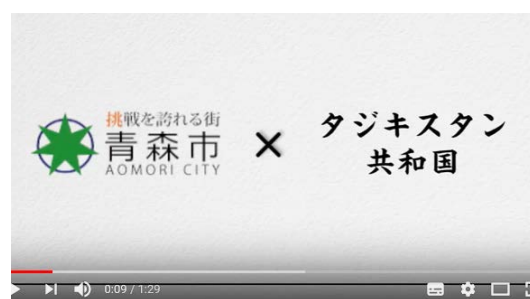 挑戦を誇れる街
青森市
AOMORI CITY
×
タジキスタン
共和国
0:09 / 1:29